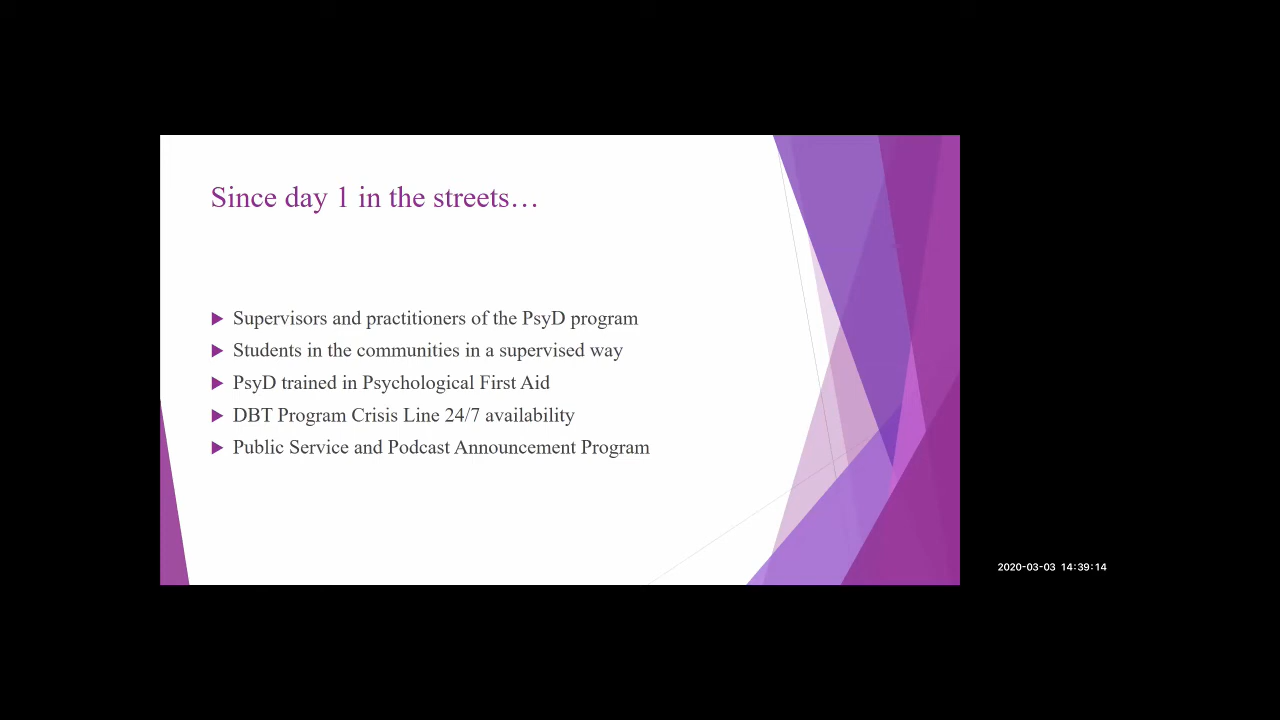 Since day 1 in the streets…
Supervisors and practitioners of the PsyD program
Students in the communities in a supervised way
PsyD trained in Psychological First Aid
DBT Program Crisis Line 24/7 availability
Public Service and Podcast Announcement Program
2020-03-03 14:39:14